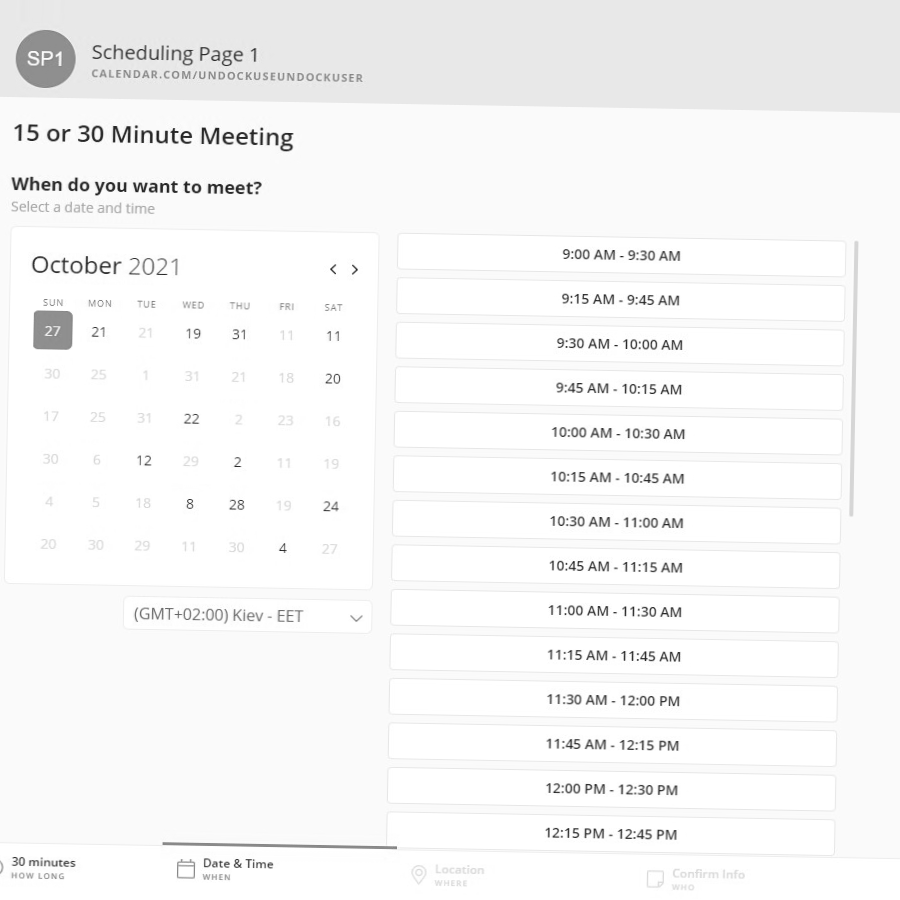 SP1
Scheduling Page 1
CALENDAR.COM/UNDOCKUSEUNDOCKUSER
15 or 30 Minute Meeting
When do you want to meet?
Select a date and time
October 2021
SUN MON TUE WED THU FRI SAT
27 21 21 19 31 11 11
30 25 1 31 21 18 20
17 25 31 22 2 23 16
30 6 12 29 2 11 19
4 5 18 8 28 19 24
20 30 29 11 30 4 27
(GMT+02:00) Kiev - EET
9:00 AM - 9:30 AM
9:15 AM - 9:45 AM
9:30 AM - 10:00 AM
9:45 AM - 10:15 AM
10:00 AM - 10:30 AM
10:15 AM - 10:45 AM
10:30 AM - 11:00 AM
10:45 AM - 11:15 AM
11:00 AM - 11:30 AM
11:15 AM - 11:45 AM
11:30 AM - 12:00 PM
11:45 AM - 12:15 PM
12:00 PM - 12:30 PM
12:15 PM - 12:45 PM
30 minutes
HOW LONG
Date & Time
WHEN
Location
WHERE
Confirm Info
WHO